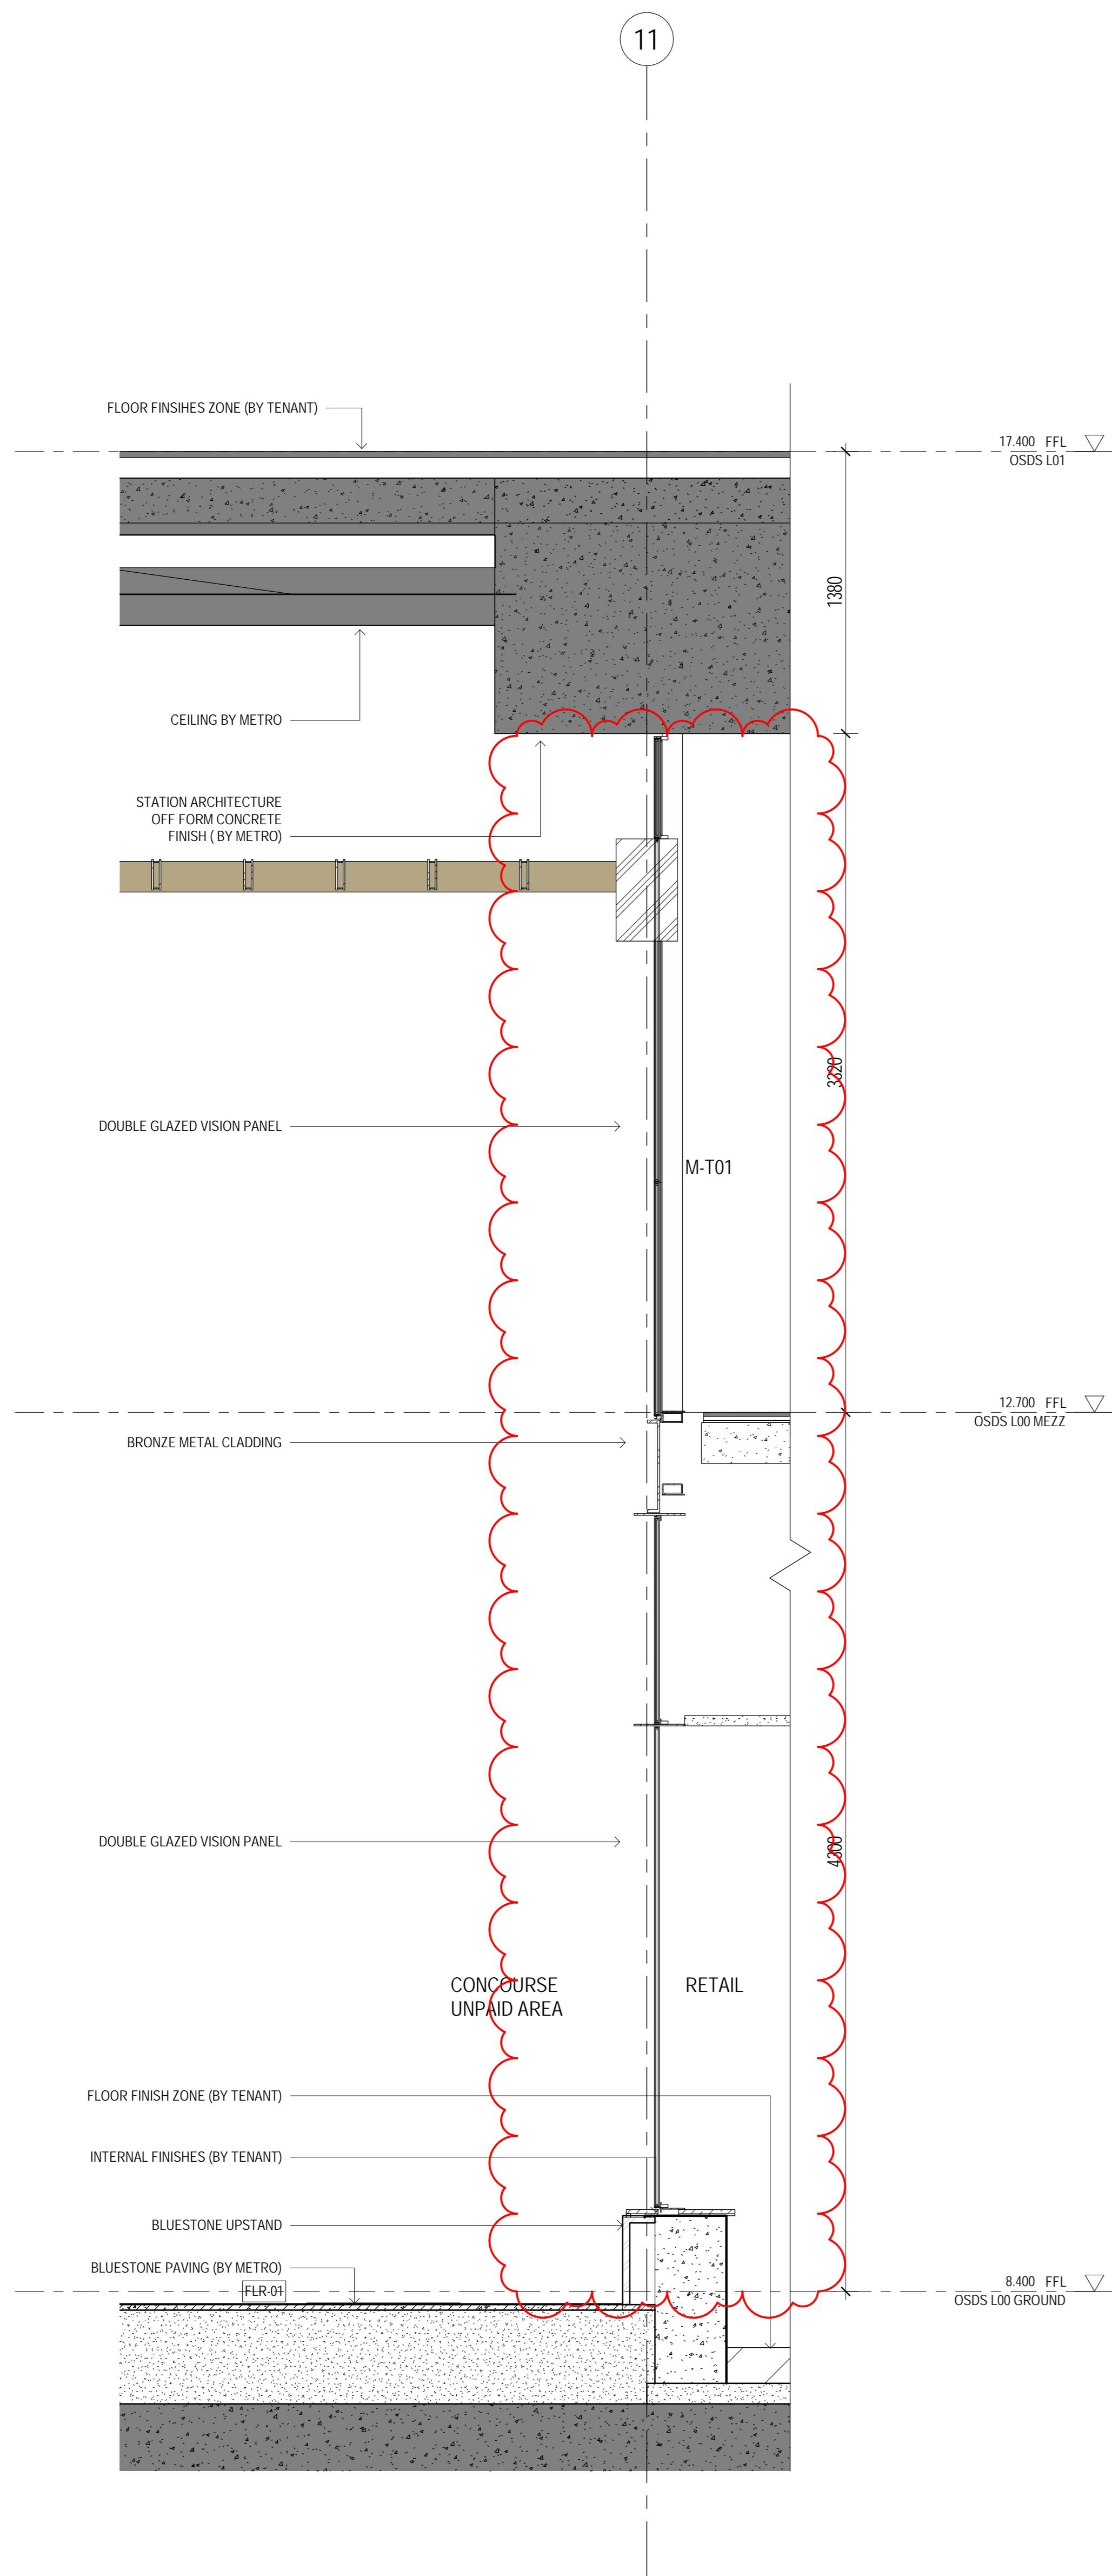 11
FLOOR FINSIHES ZONE (BY TENANT)
17.400 FFL
OSDS L01
1380
CEILING BY METRO
STATION ARCHITECTURE
OFF FORM CONCRETE
FINISH ( BY METRO)
3320
DOUBLE GLAZED VISION PANEL
M-T01
12.700 FFL
OSDS L00 MEZZ
BRONZE METAL CLADDING
DOUBLE GLAZED VISION PANEL
4300
CONCOURSE
UNPAID AREA
RETAIL
FLOOR FINISH ZONE (BY TENANT)
INTERNAL FINISHES (BY TENANT)
BLUESTONE UPSTAND
BLUESTONE PAVING (BY METRO)
FLR-01
8.400 FFL
OSDS L00 GROUND